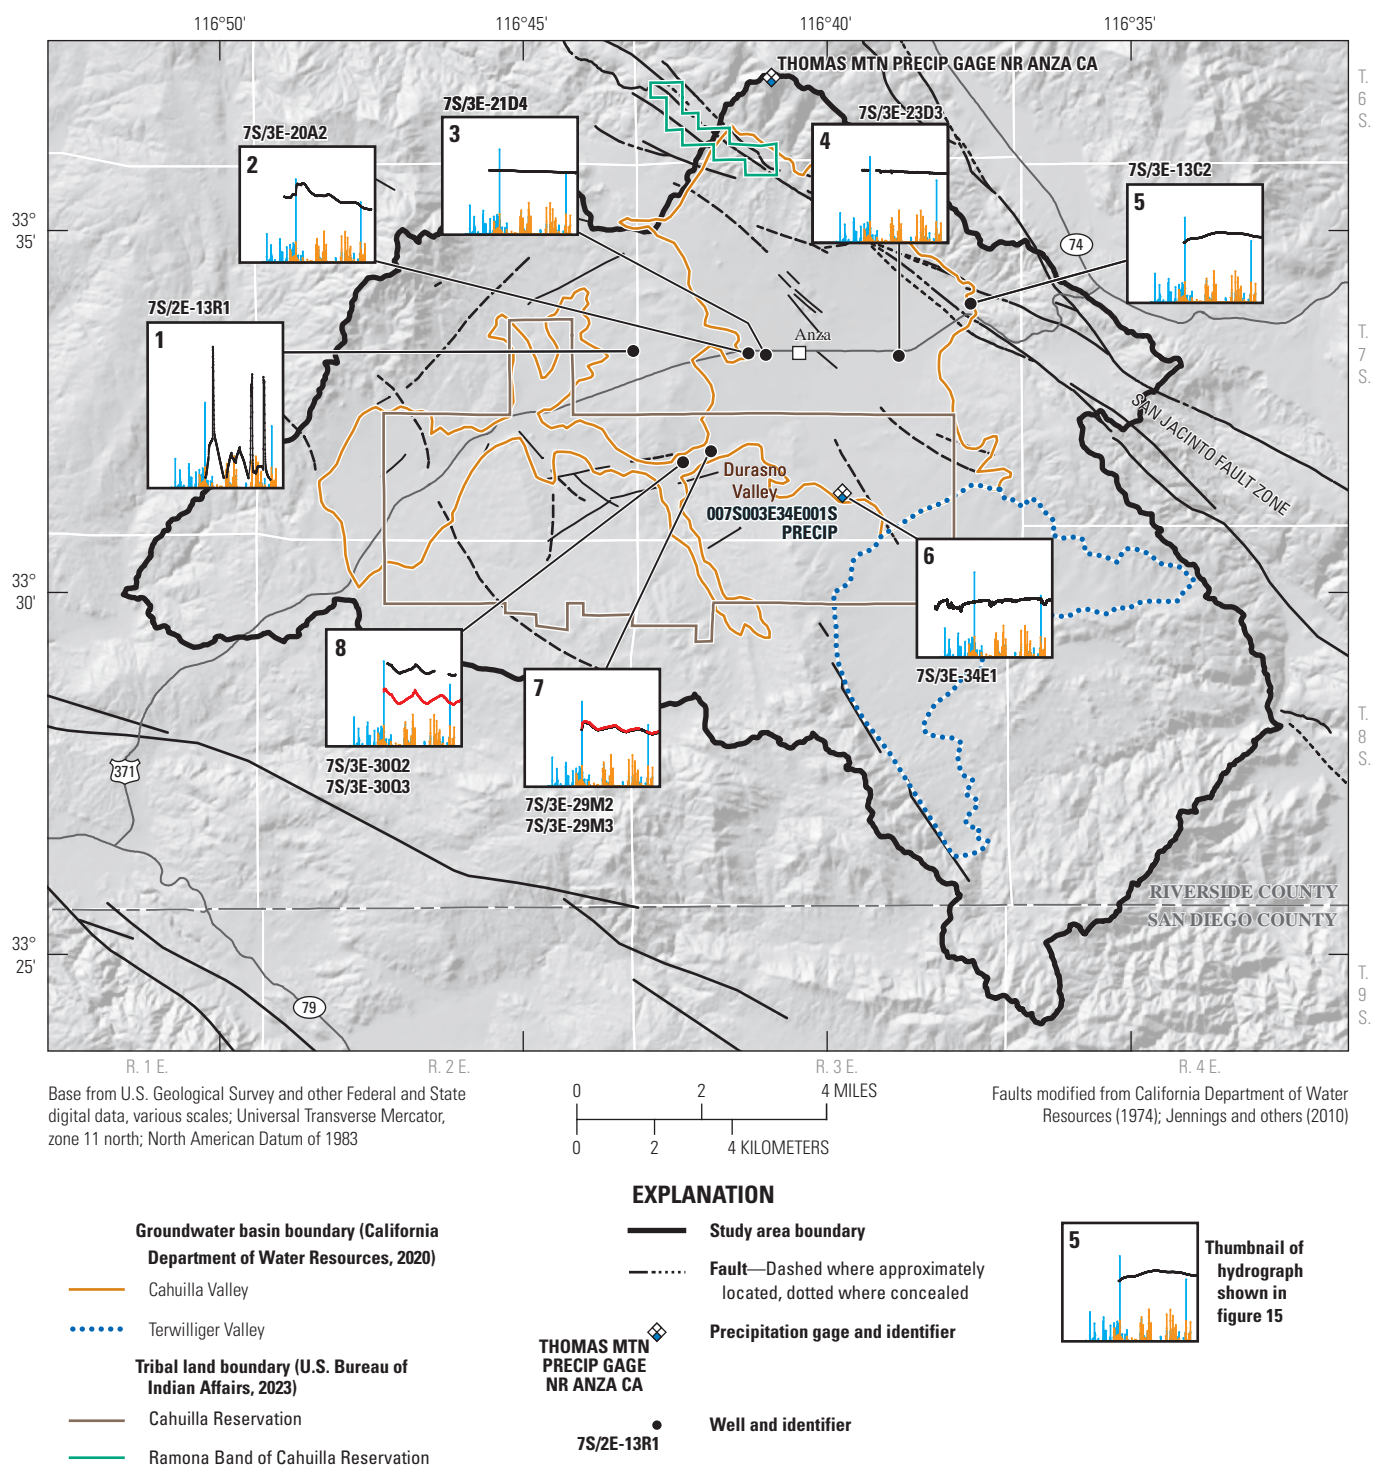 116°50'
116°45'
116°40'
116°35'
THOMAS MTN PRECIP GAGE NR ANZA CA
T.
6
S.
7S/3E-21D4
3
7S/3E-23D3
4
7S/3E-20A2
2
7S/3E-13C2
5
33°
35'
74
7S/2E-13R1
1
Anza
T.
7
S.
SAN JACINTO FAULT ZONE
Durasno
Valley
007S003E34E001S
PRECIP
6
7S/3E-34E1
33°
30'
8
7S/3E-30Q2
7S/3E-30Q3
7
7S/3E-29M2
7S/3E-29M3
T.
8
S.
371
RIVERSIDE COUNTY
SAN DIEGO COUNTY
33°
25'
79
T.
9
S.
R. 1 E.
R. 2 E.
R. 3 E.
R. 4 E.
Base from U.S. Geological Survey and other Federal and State
digital data, various scales; Universal Transverse Mercator,
zone 11 north; North American Datum of 1983
0 2 4 MILES
0 2 4 KILOMETERS
Faults modified from California Department of Water
Resources (1974); Jennings and others (2010)
EXPLANATION
Groundwater basin boundary (California
Department of Water Resources, 2020)
Cahuilla Valley
Terwilliger Valley
Tribal land boundary (U.S. Bureau of
Indian Affairs, 2023)
Cahuilla Reservation
Ramona Band of Cahuilla Reservation
Study area boundary
Fault—Dashed where approximately
located, dotted where concealed
Precipitation gage and identifier
THOMAS MTN
PRECIP GAGE
NR ANZA CA
Well and identifier
7S/2E-13R1
5
Thumbnail of
hydrograph
shown in
figure 15